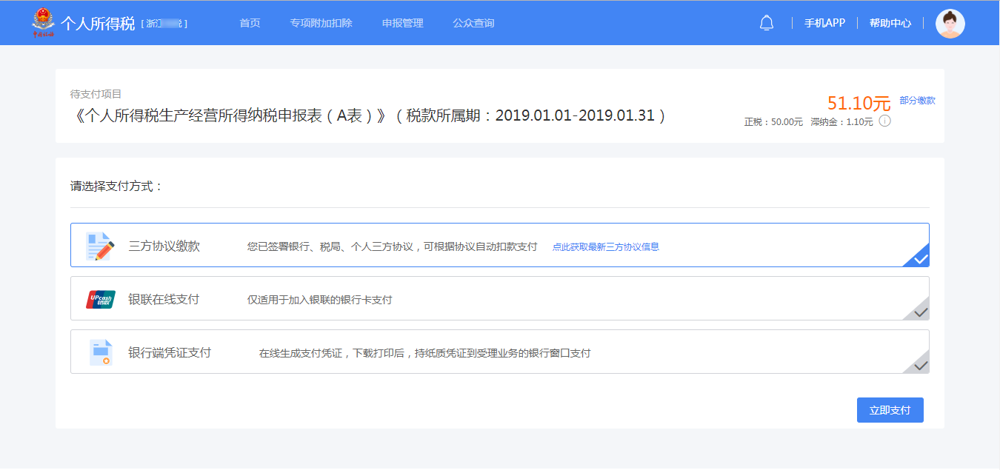 个人所得税 [ 浙江 税 ] 首页 专项附加扣除 申报管理 公众查询 手机APP 帮助中心
待支付项目
《个人所得税生产经营所得纳税申报表（A表）》（税款所属期：2019.01.01-2019.01.31）
51.10元 部分缴款
正税：50.00元 滞纳金：1.10元
请选择支付方式：
三方协议缴款 您已签署银行、税局、个人三方协议，可根据协议自动扣款支付 点此获取最新三方协议信息
UPcash 银联在线支付 仅适用于加入银联的银行卡支付
银行端凭证支付 在线生成支付凭证，下载打印后，持纸质凭证到受理业务的银行窗口支付
立即支付